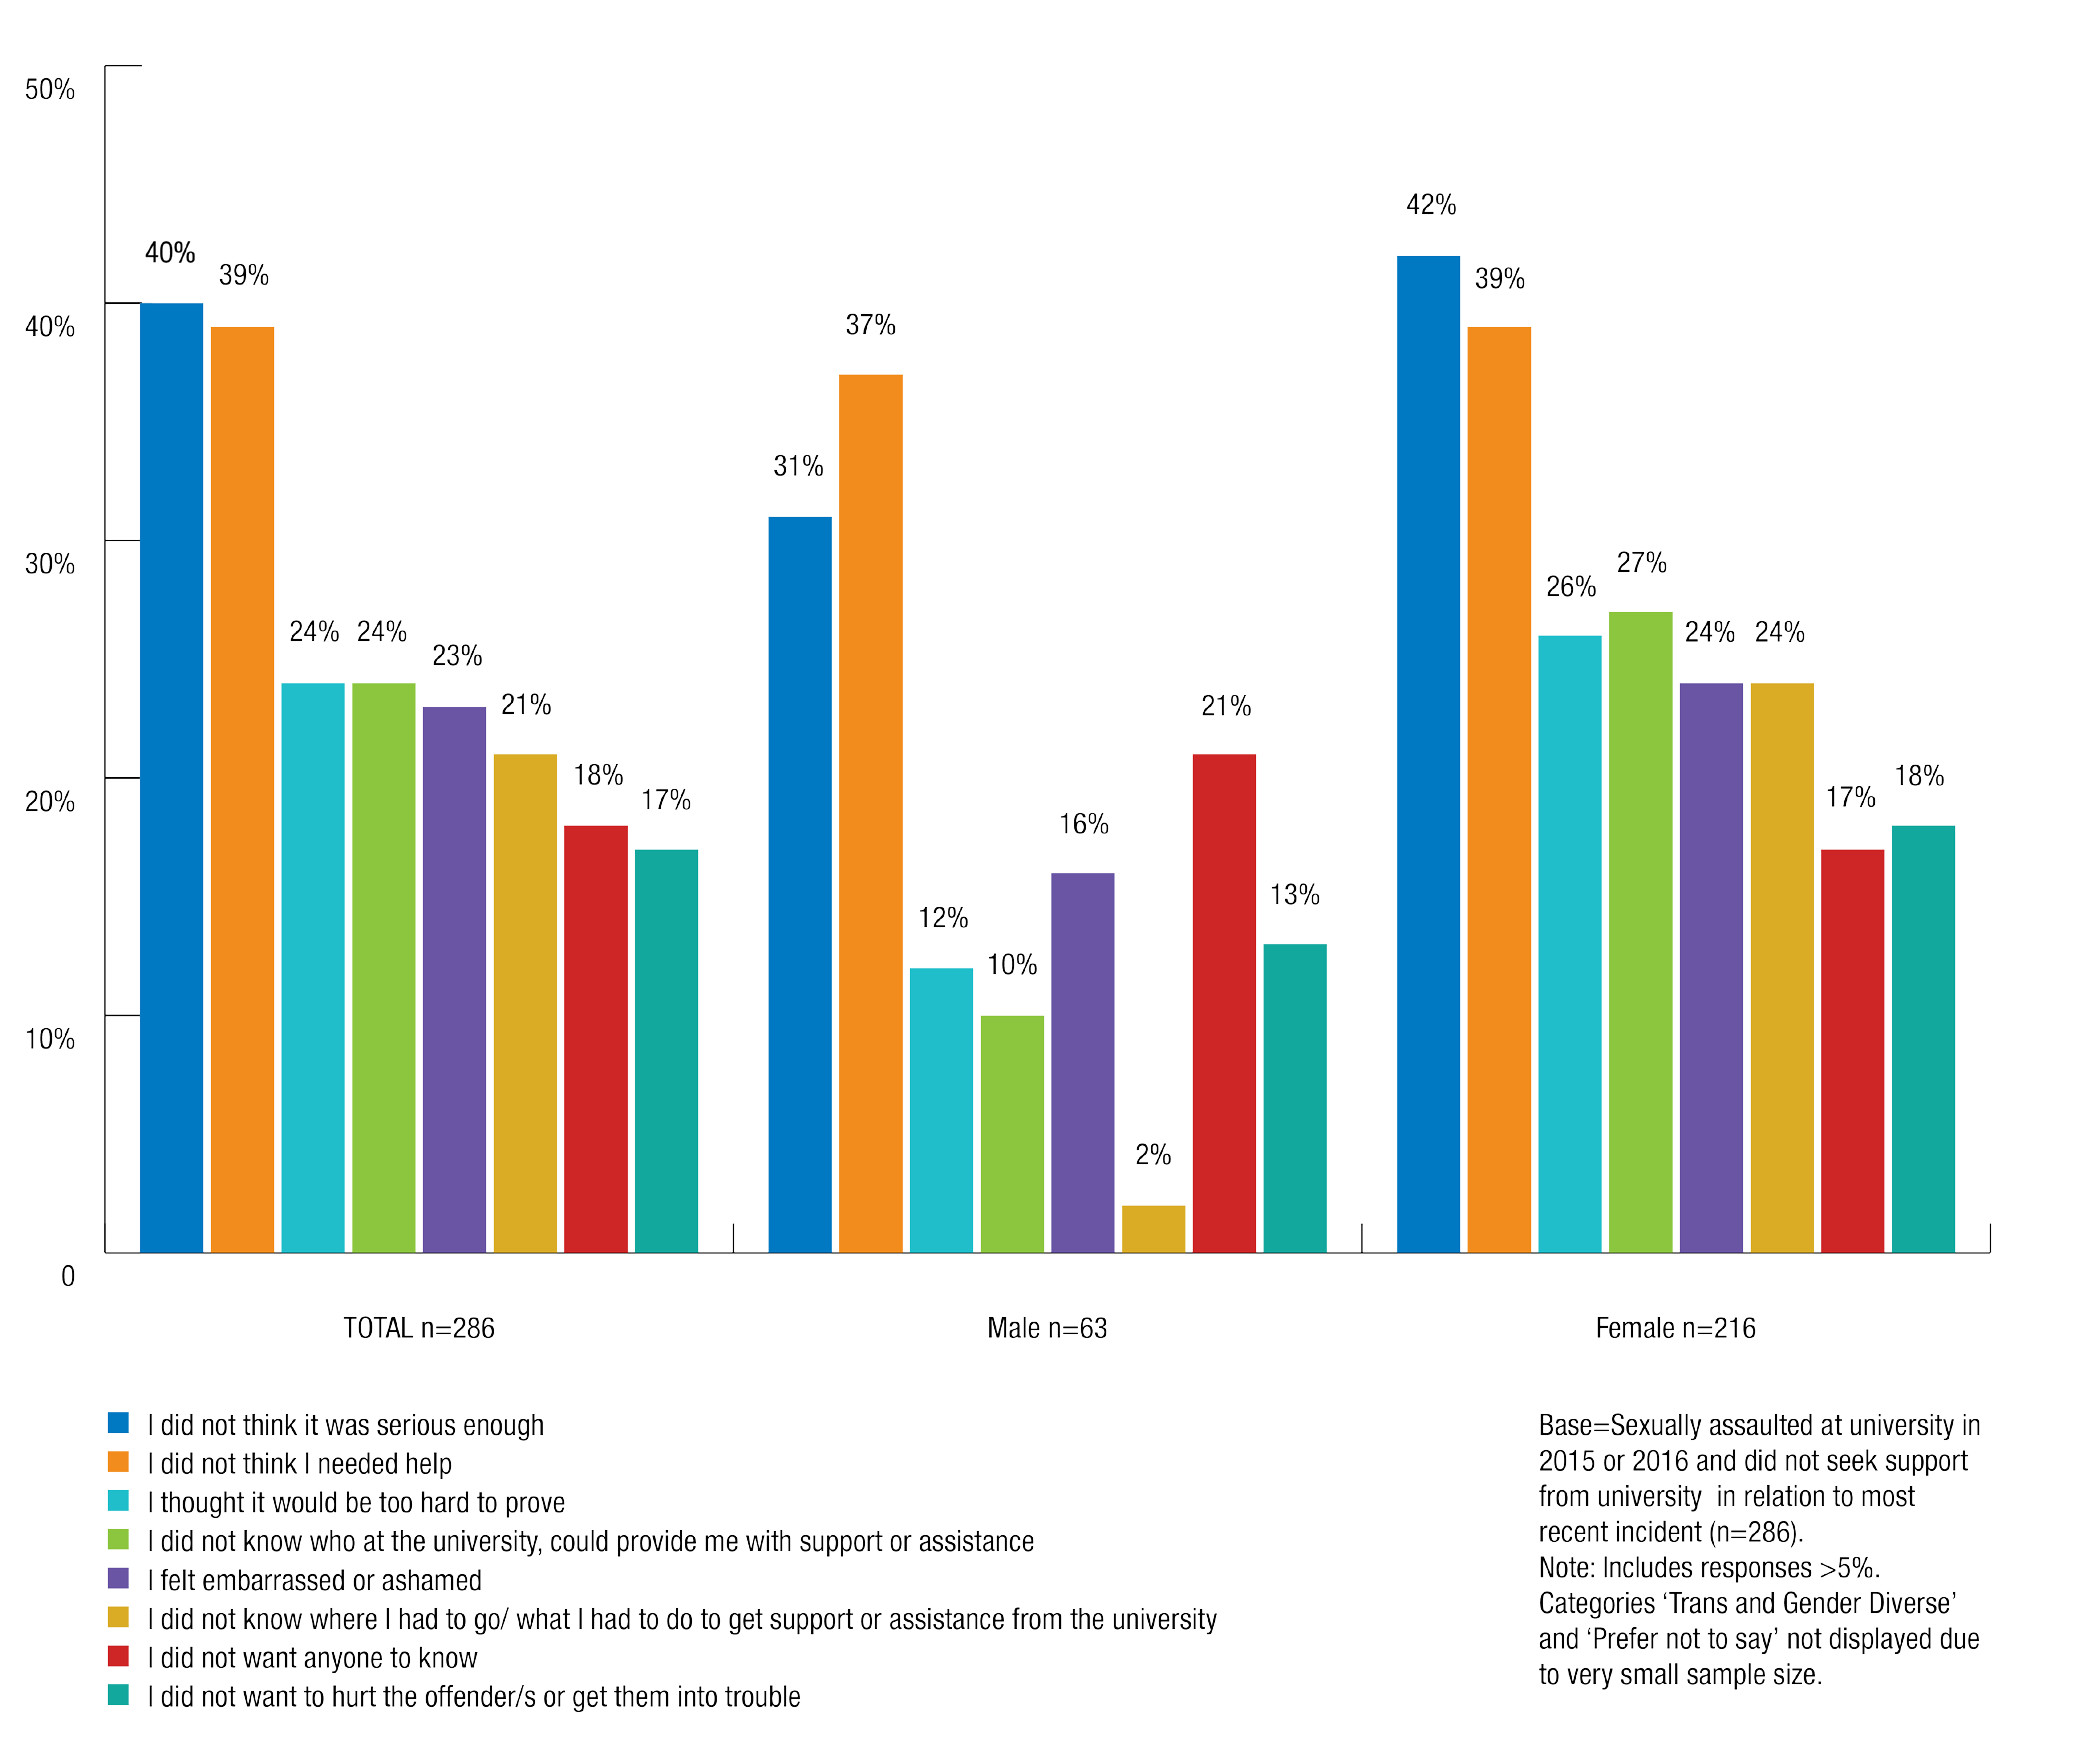 50%
40%
30%
20%
10%
0
40%
39%
24%
24%
23%
21%
18%
17%
31%
37%
12%
10%
16%
2%
21%
13%
42%
39%
26%
27%
24%
24%
17%
18%
TOTAL n=286
Male n=63
Female n=216
I did not think it was serious enough
I did not think I needed help
I thought it would be too hard to prove
I did not know who at the university, could provide me with support or assistance
I felt embarrassed or ashamed
I did not know where I had to go/ what I had to do to get support or assistance from the university
I did not want anyone to know
I did not want to hurt the offender/s or get them into trouble
Base=Sexually assaulted at university in
2015 or 2016 and did not seek support
from university  in relation to most
recent incident (n=286).
Note: Includes responses >5%.
Categories ‘Trans and Gender Diverse’
and ‘Prefer not to say’ not displayed due
to very small sample size.